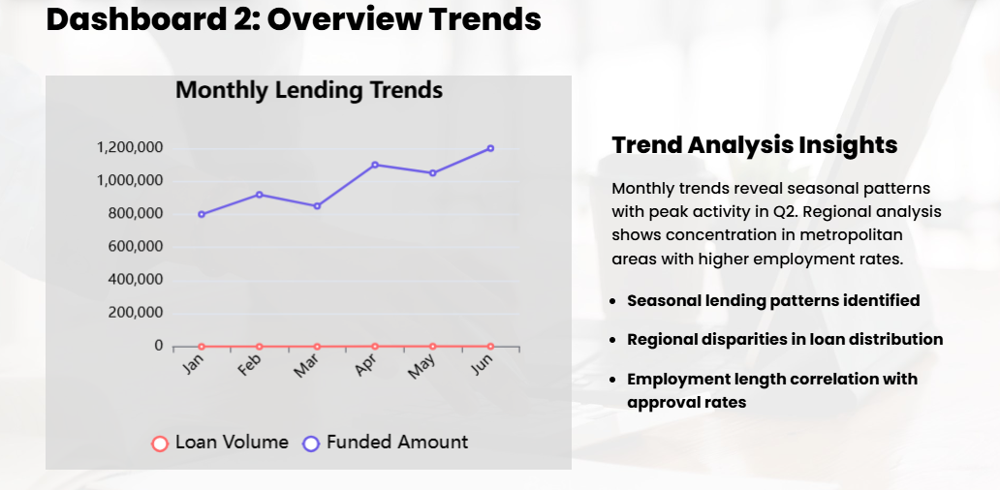 Dashboard 2: Overview Trends
Monthly Lending Trends
1,200,000
1,000,000
800,000
600,000
400,000
200,000
0
Jan
Feb
Mar
Apr
May
Jun
Loan Volume
Funded Amount
Trend Analysis Insights
Monthly trends reveal seasonal patterns
with peak activity in Q2. Regional analysis
shows concentration in metropolitan
areas with higher employment rates.
• Seasonal lending patterns identified
• Regional disparities in loan distribution
• Employment length correlation with
approval rates